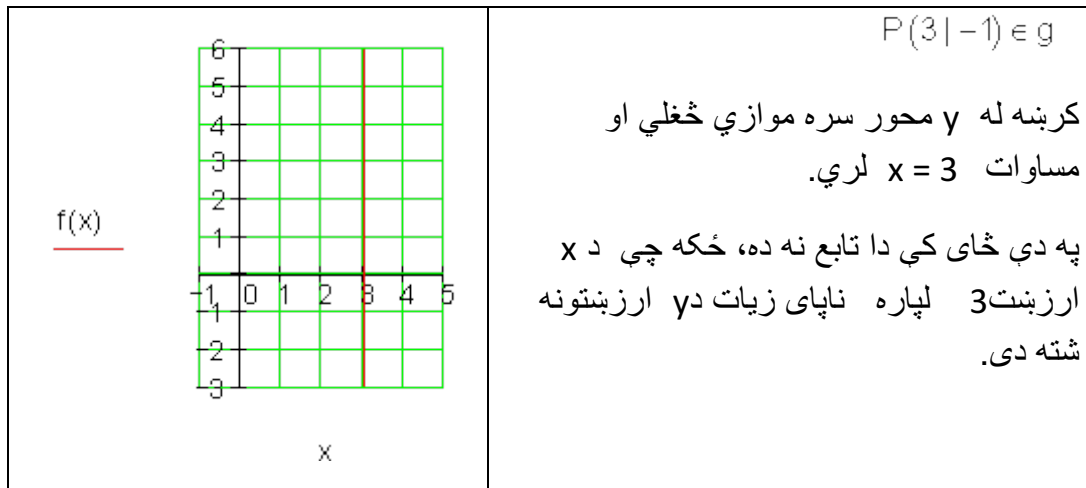 f(x)
6
5
4
3
2
1
-1 0 1 2 3 4 5
-1
-2
-3
x
P(3 | -1) ∈ g
کرښه له y محور سره موازي ځغلي او
مساوات x = 3 لري.
په دې ځای کې دا تابع نه ده، ځکه چې د x
ارزښت3 لپاره ناپای زیات دy ارزښتونه
شته دی.